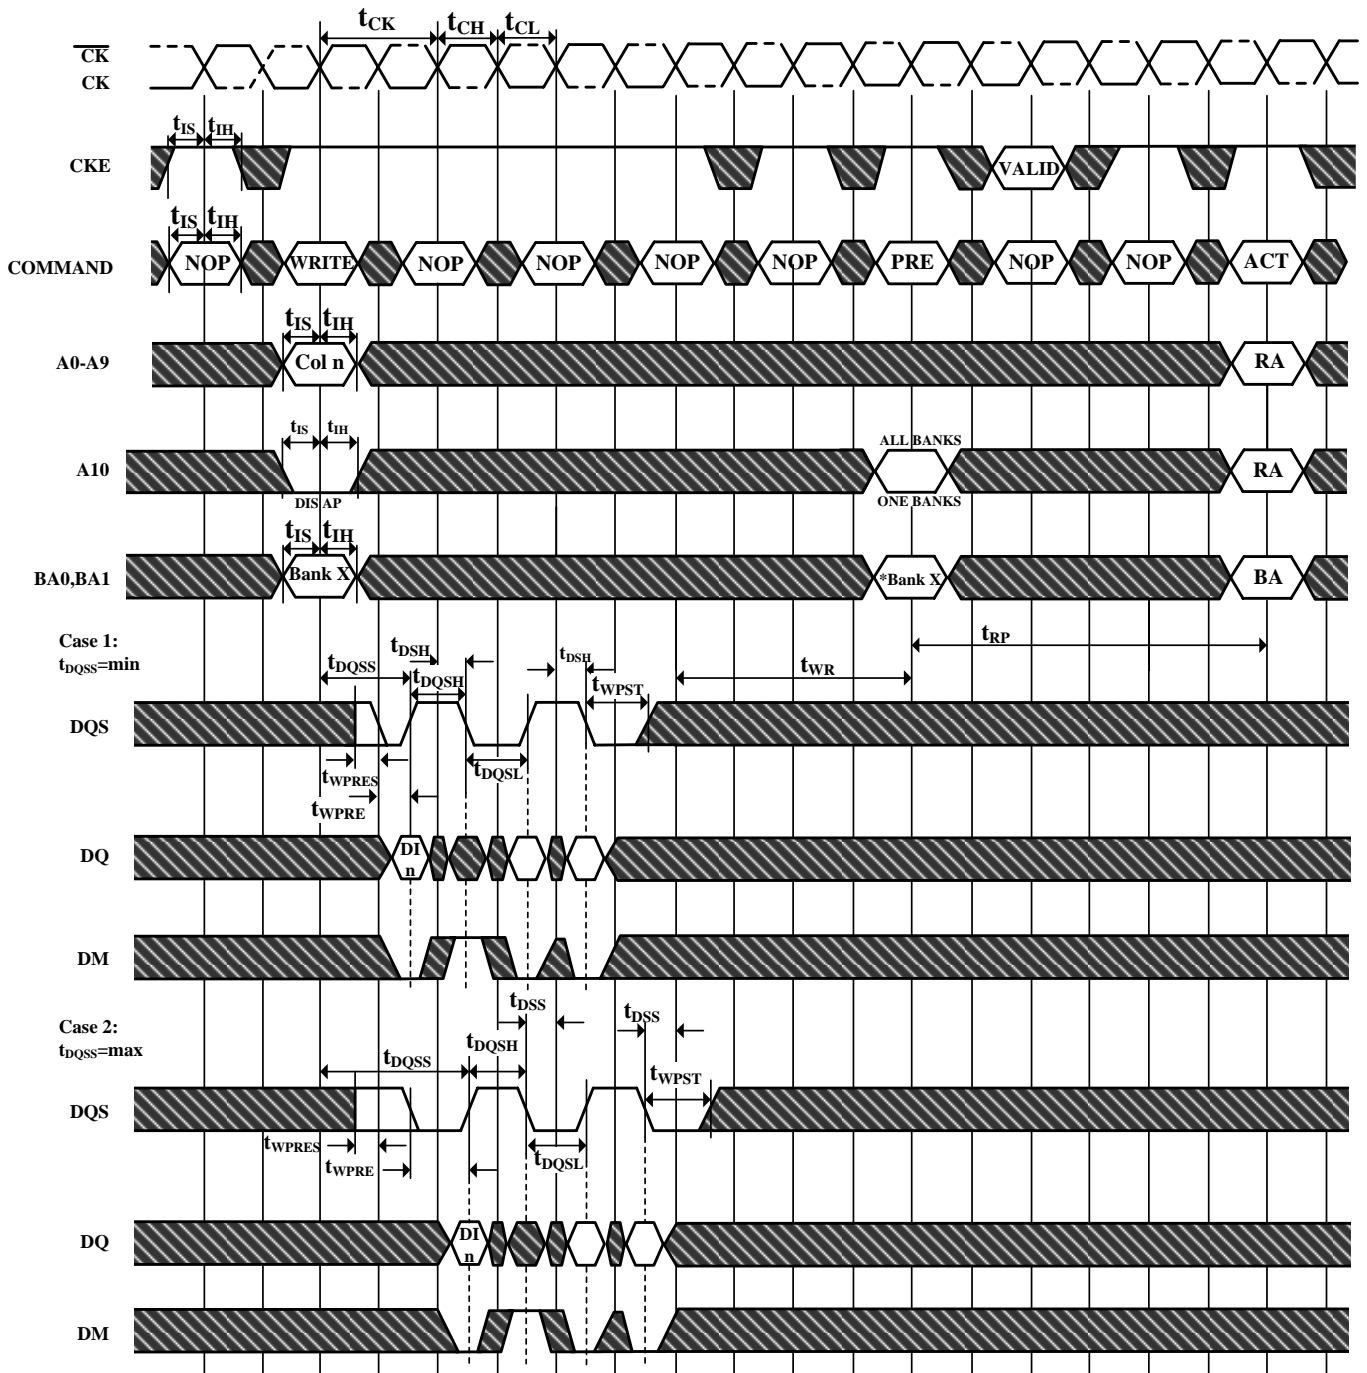 tCK tCH tCL
CK
CK
tIS tIH
CKE VALID
tIS tIH
COMMAND NOP WRITE NOP NOP NOP NOP PRE NOP NOP ACT
tIS tIH
A0-A9 Col n RA
tIS tIH ALL BANKS
A10 RA
DIS AP ONE BANKS
tIS tIH
BA0,BA1 Bank X *Bank X BA
Case 1:
tDQSS=min
tDSH tDSH tRP
tDQSS tWR
tDQSH tWPST
DQS
tWPRES tDQSL
tWPRE
DQ DI
n
DM
tDSS tDSS
Case 2:
tDQSS=max
tDQSS tDQSH
tWPST
DQS
tWPRES
tWPRE tDQSL
DQ DI
n
DM